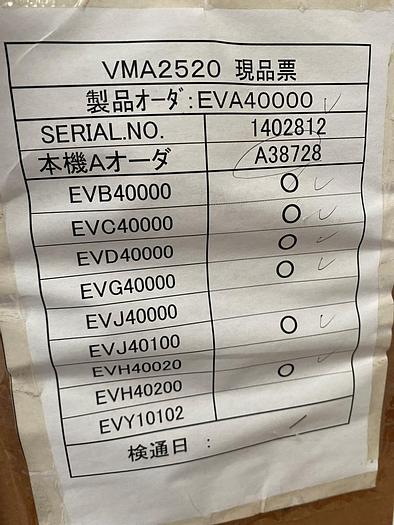 VMA2520 現品票
製品オーダ:EVA40000
SERIAL.NO. 1402812
本機Aオーダ A38728
EVB40000 O
EVC40000 O
EVD40000 O
EVG40000 O
EVJ40000
EVJ40100 O
EVH40020
EVH40200 O
EVY10102
検通日 : /